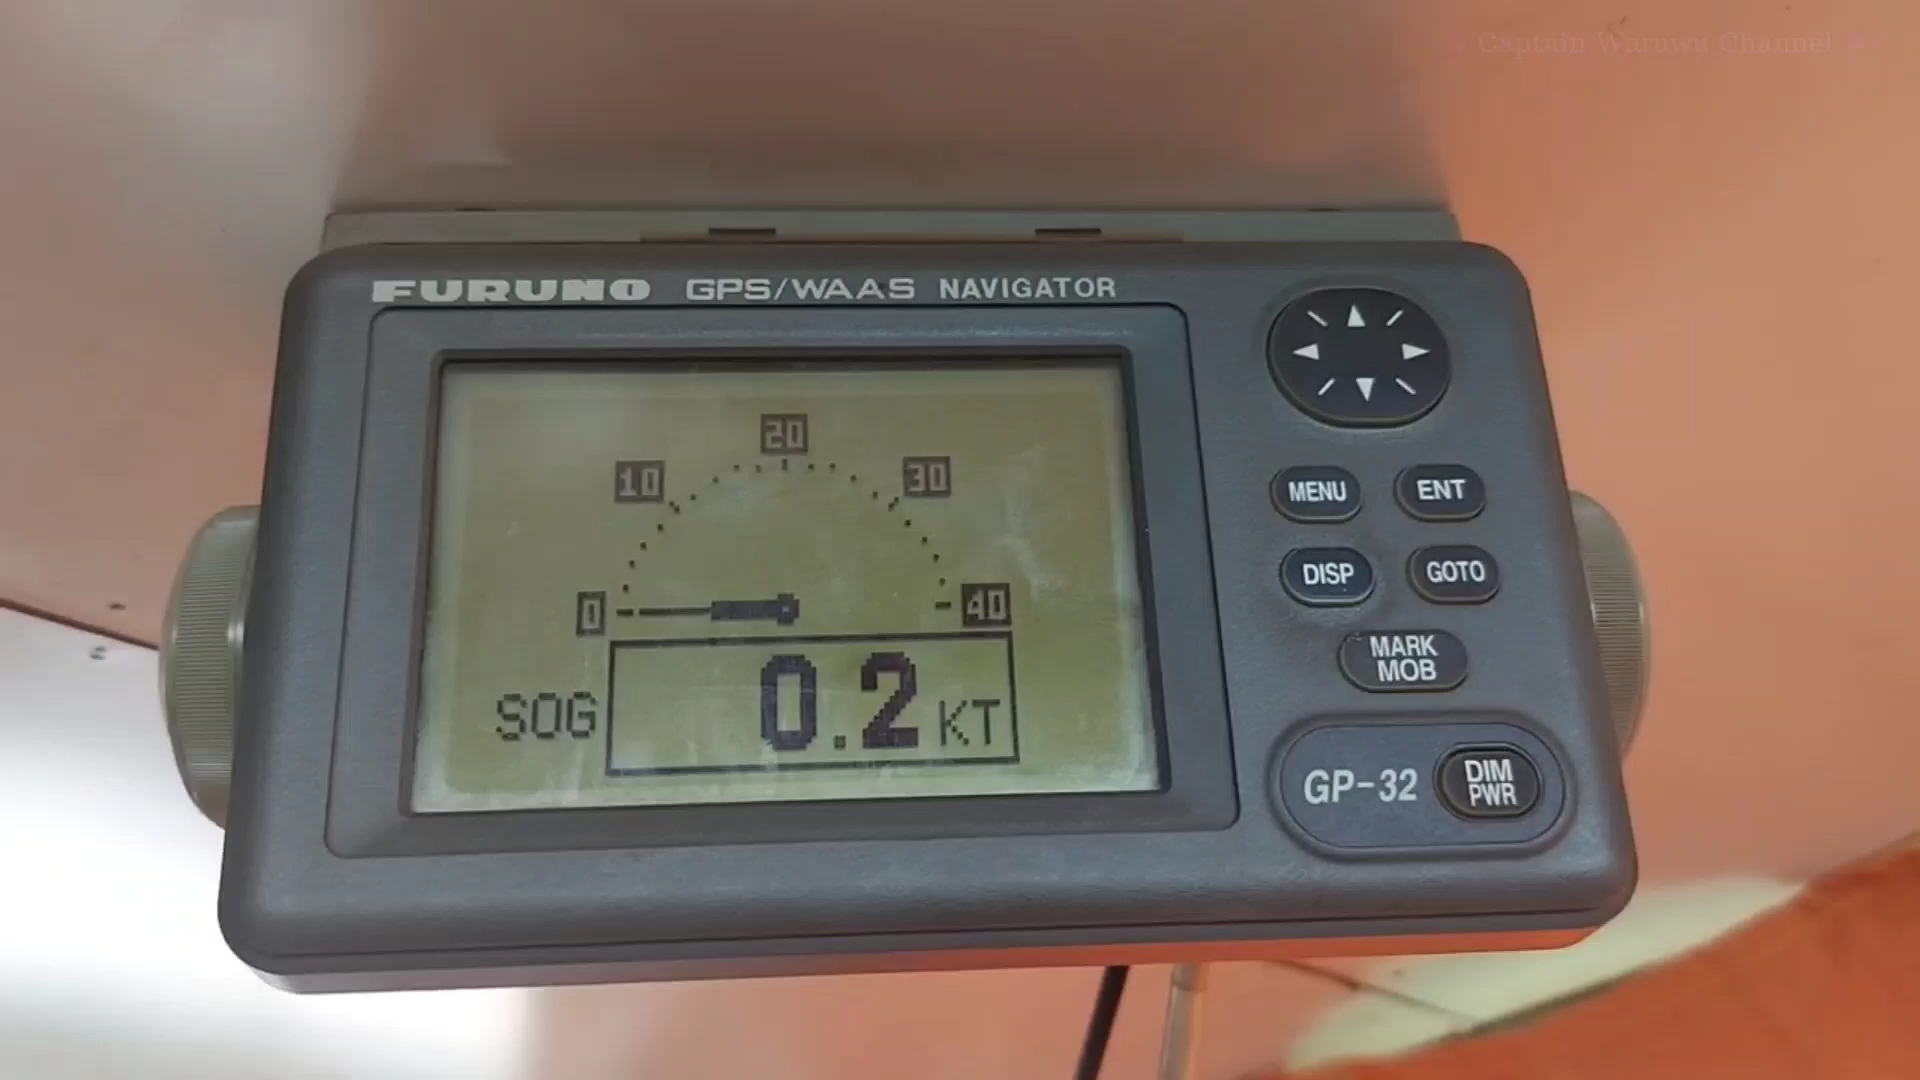 Captain Waruwu Channel
FURUNO GPS/WAAS NAVIGATOR
20
10
30
0
40
SOG 0.2 KT
MENU
ENT
DISP
GOTO
MARK
MOB
GP-32
DIM
PWR